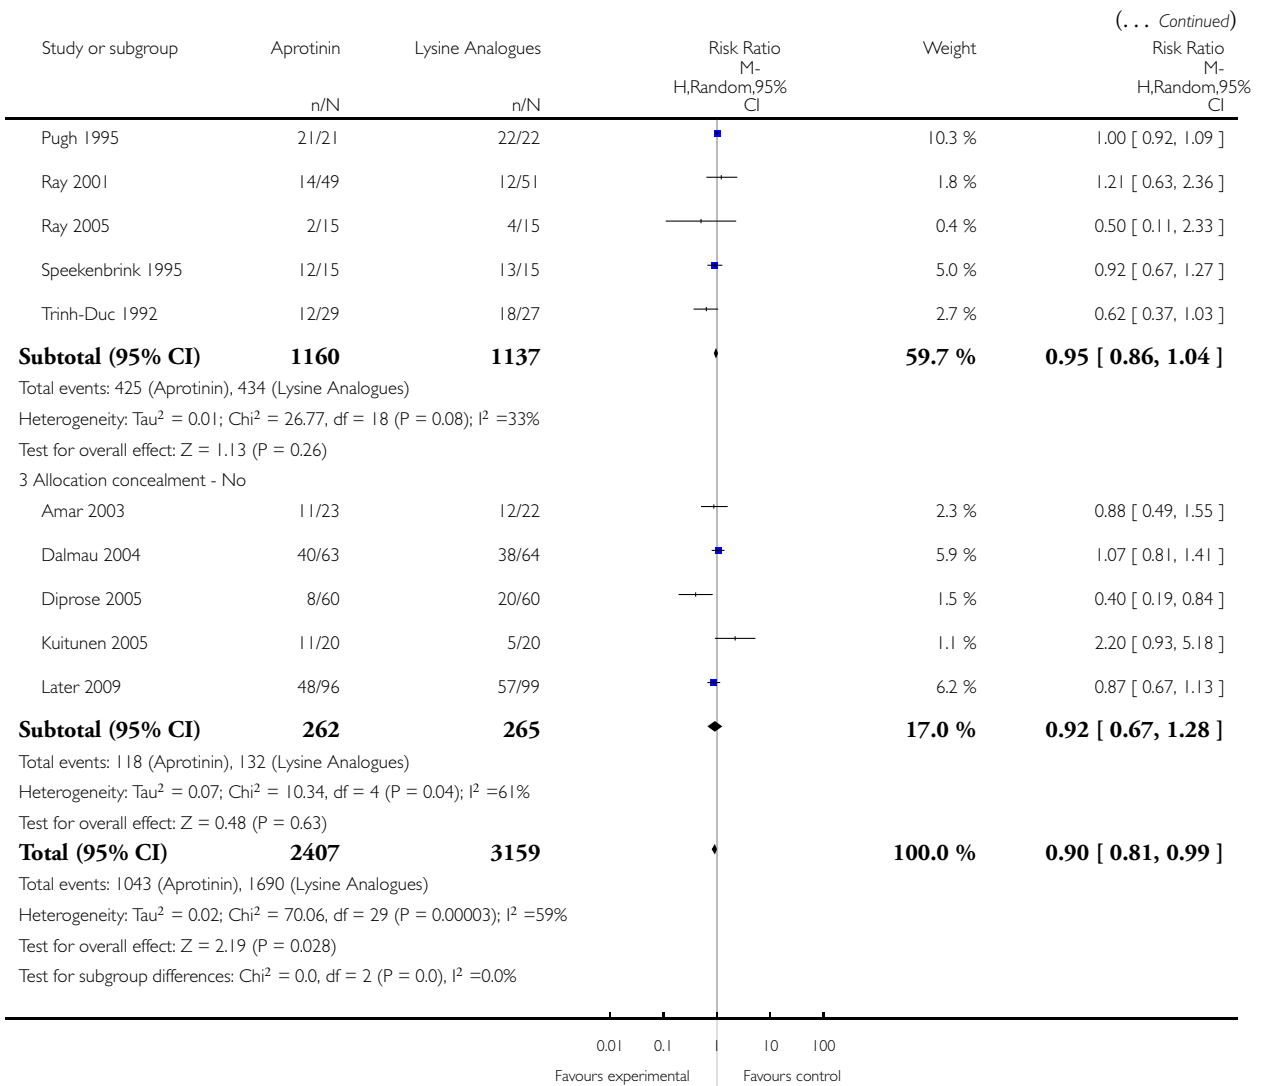 (... Continued)
Study or subgroup Aprotinin Lysine Analogues Risk Ratio Weight Risk Ratio
M- M-
H,Random,95% H,Random,95%
n/N n/N CI CI
Pugh 1995 21/21 22/22 10.3 % 1.00 [ 0.92, 1.09 ]
Ray 2001 14/49 12/51 1.8 % 1.21 [ 0.63, 2.36 ]
Ray 2005 2/15 4/15 0.4 % 0.50 [ 0.11, 2.33 ]
Speekenbrink 1995 12/15 13/15 5.0 % 0.92 [ 0.67, 1.27 ]
Trinh-Duc 1992 12/29 18/27 2.7 % 0.62 [ 0.37, 1.03 ]
Subtotal (95% CI) 1160 1137 59.7 % 0.95 [ 0.86, 1.04 ]
Total events: 425 (Aprotinin), 434 (Lysine Analogues)
Heterogeneity: Tau² = 0.01; Chi² = 26.77, df = 18 (P = 0.08); I² =33%
Test for overall effect: Z = 1.13 (P = 0.26)
3 Allocation concealment - No
Amar 2003 11/23 12/22 2.3 % 0.88 [ 0.49, 1.55 ]
Dalmau 2004 40/63 38/64 5.9 % 1.07 [ 0.81, 1.41 ]
Diprose 2005 8/60 20/60 1.5 % 0.40 [ 0.19, 0.84 ]
Kuitunen 2005 11/20 5/20 1.1 % 2.20 [ 0.93, 5.18 ]
Later 2009 48/96 57/99 6.2 % 0.87 [ 0.67, 1.13 ]
Subtotal (95% CI) 262 265 17.0 % 0.92 [ 0.67, 1.28 ]
Total events: 118 (Aprotinin), 132 (Lysine Analogues)
Heterogeneity: Tau² = 0.07; Chi² = 10.34, df = 4 (P = 0.04); I² =61%
Test for overall effect: Z = 0.48 (P = 0.63)
Total (95% CI) 2407 3159 100.0 % 0.90 [ 0.81, 0.99 ]
Total events: 1043 (Aprotinin), 1690 (Lysine Analogues)
Heterogeneity: Tau² = 0.02; Chi² = 70.06, df = 29 (P = 0.00003); I² =59%
Test for overall effect: Z = 2.19 (P = 0.028)
Test for subgroup differences: Chi² = 0.0, df = 2 (P = 0.0), I² =0.0%
0.01 0.1 1 10 100
Favours experimental Favours control